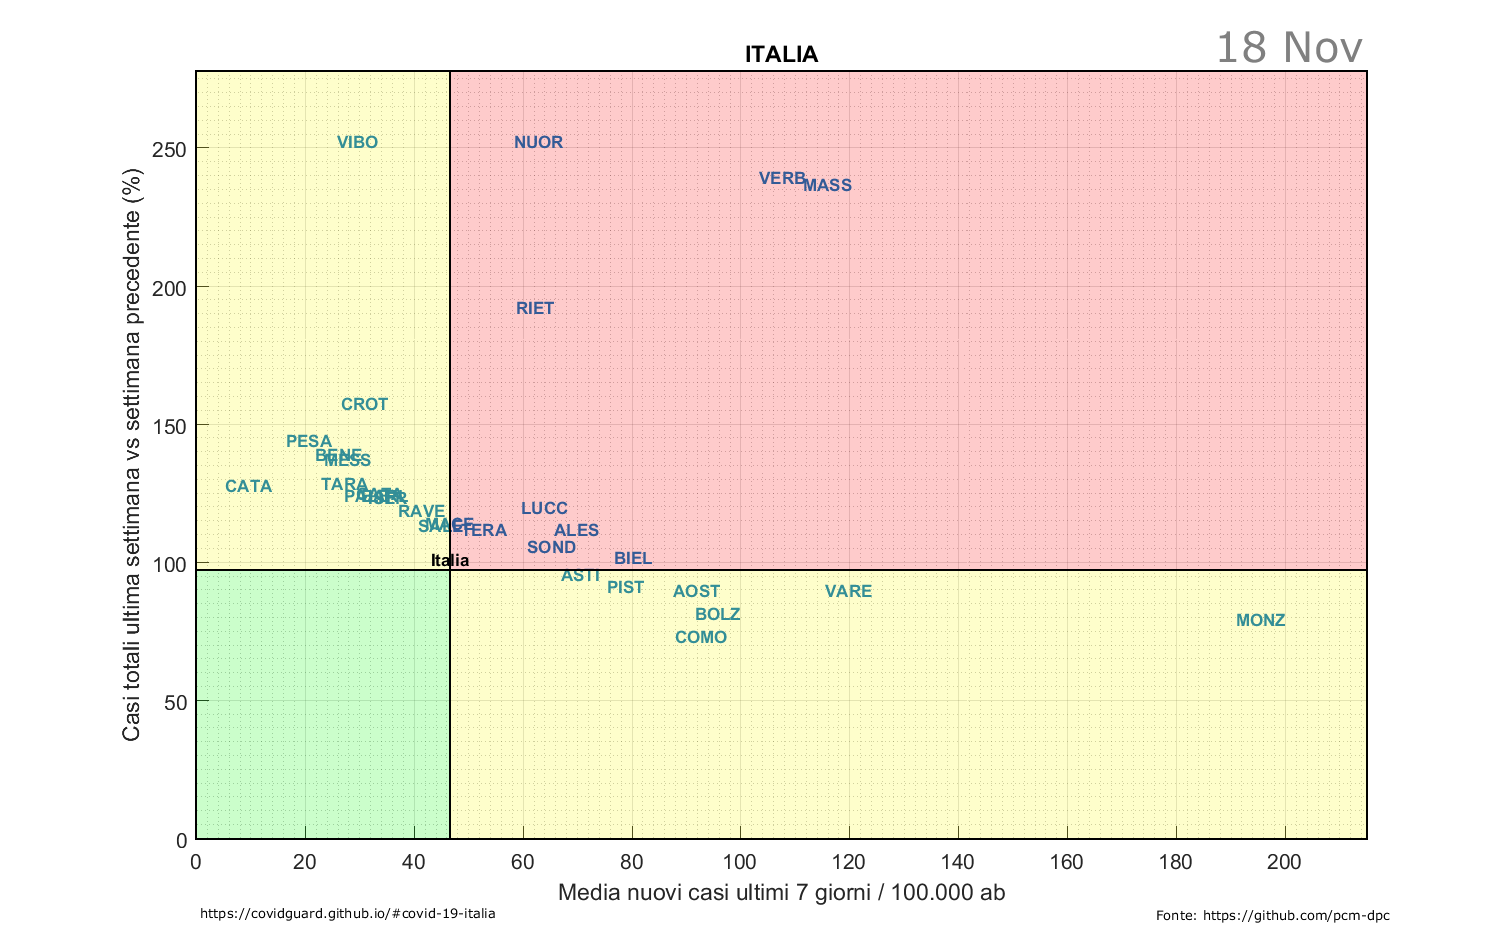 18 Nov
ITALIA
Casi totali ultima settimana vs settimana precedente (%)
250
200
150
100
50
0
VIBO
NUOR
VERB
MASS
RIET
CROT
PESA
BENE
MESS
CATA
TARA
RAVE
LUCC
MACE
TERA
ALES
SOND
BIEL
Italia
ASTI
PIST
AOST
VARE
BOLZ
MONZ
COMO
0 20 40 60 80 100 120 140 160 180 200
Media nuovi casi ultimi 7 giorni / 100.000 ab
https://covidguard.github.io/#covid-19-italia
Fonte: https://github.com/pcm-dpc